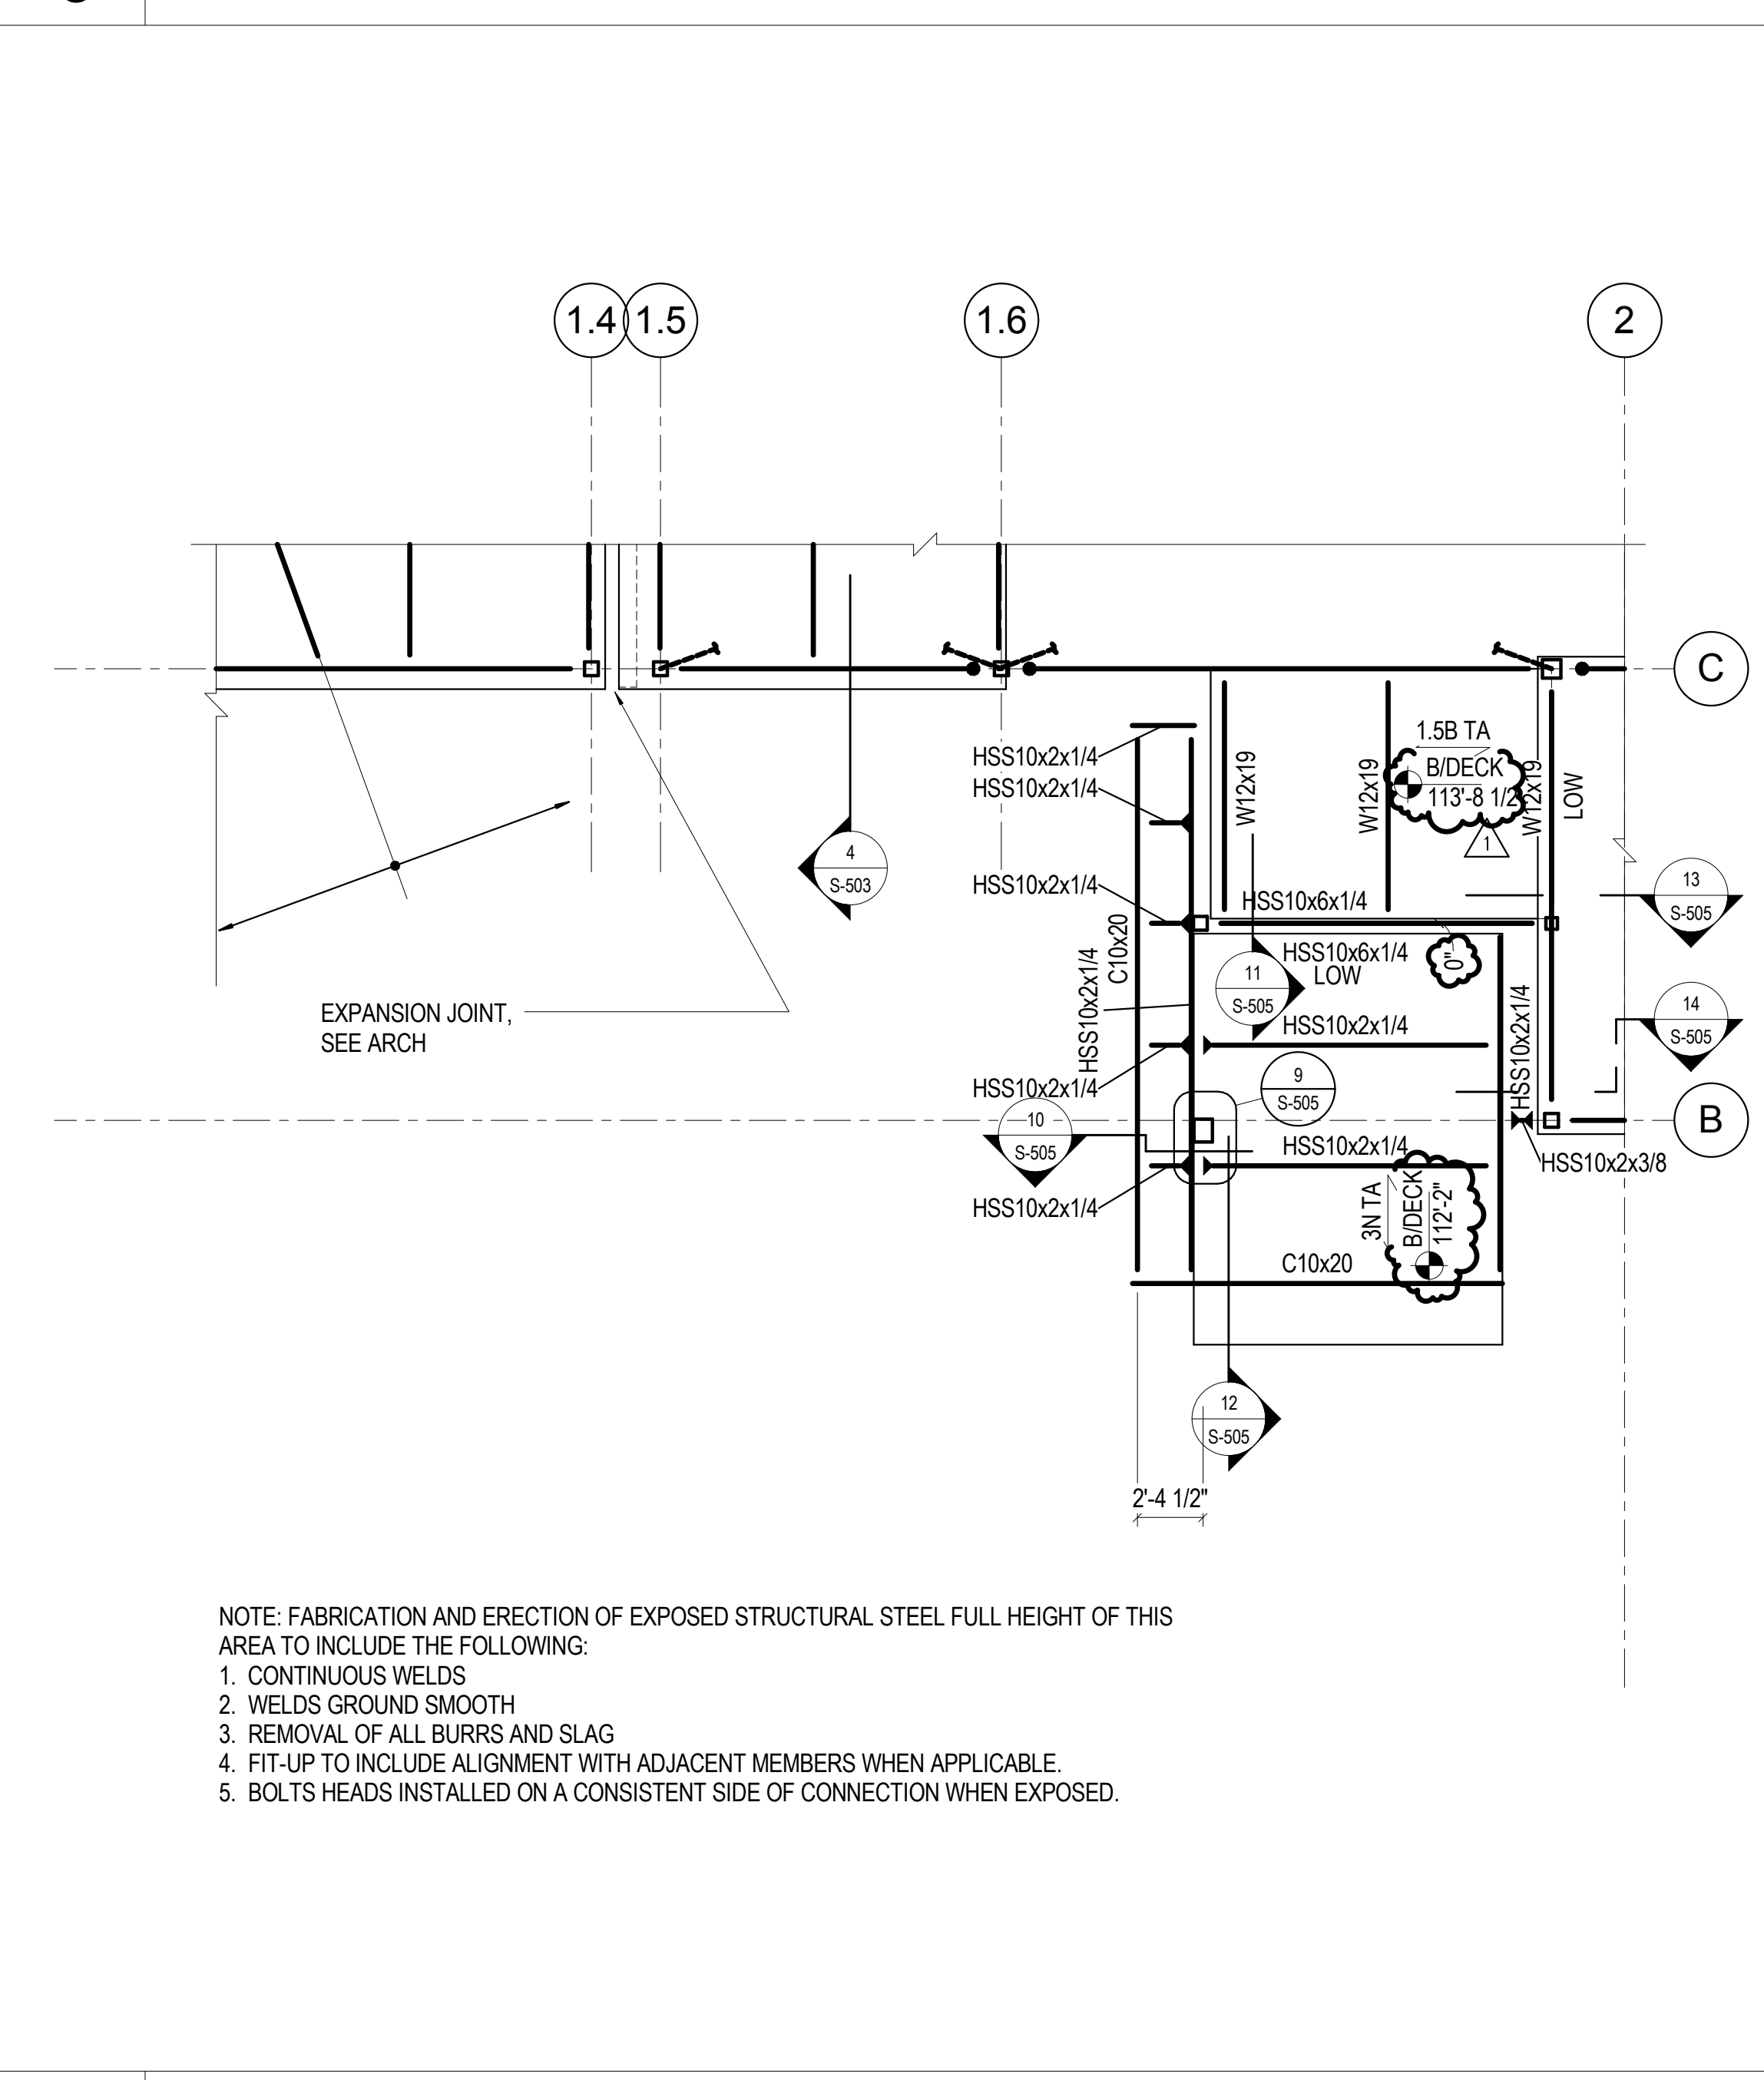 1.4
1.5
1.6
2
C
1.5B TA
B/DECK
113'-8 1/2
1
W12x19
W12x19
W12x19
LOW
HSS10x2x1/4
HSS10x2x1/4
HSS10x2x1/4
4
S-503
13
S-505
HSS10x6x1/4
C10x20
HSS10x2x1/4
HSS10x6x1/4
LOW
0"
11
S-505
EXPANSION JOINT,
SEE ARCH
HSS10x2x1/4
HSS10x2x1/4
14
S-505
HSS10x2x1/4
9
S-505
10
S-505
B
HSS10x2x1/4
HSS10x2x3/8
HSS10x2x1/4
3N TA
B/DECK
112'-2"
C10x20
12
S-505
2'-4 1/2"
NOTE: FABRICATION AND ERECTION OF EXPOSED STRUCTURAL STEEL FULL HEIGHT OF THIS
AREA TO INCLUDE THE FOLLOWING:
1. CONTINUOUS WELDS
2. WELDS GROUND SMOOTH
3. REMOVAL OF ALL BURRS AND SLAG
4. FIT-UP TO INCLUDE ALIGNMENT WITH ADJACENT MEMBERS WHEN APPLICABLE.
5. BOLTS HEADS INSTALLED ON A CONSISTENT SIDE OF CONNECTION WHEN EXPOSED.